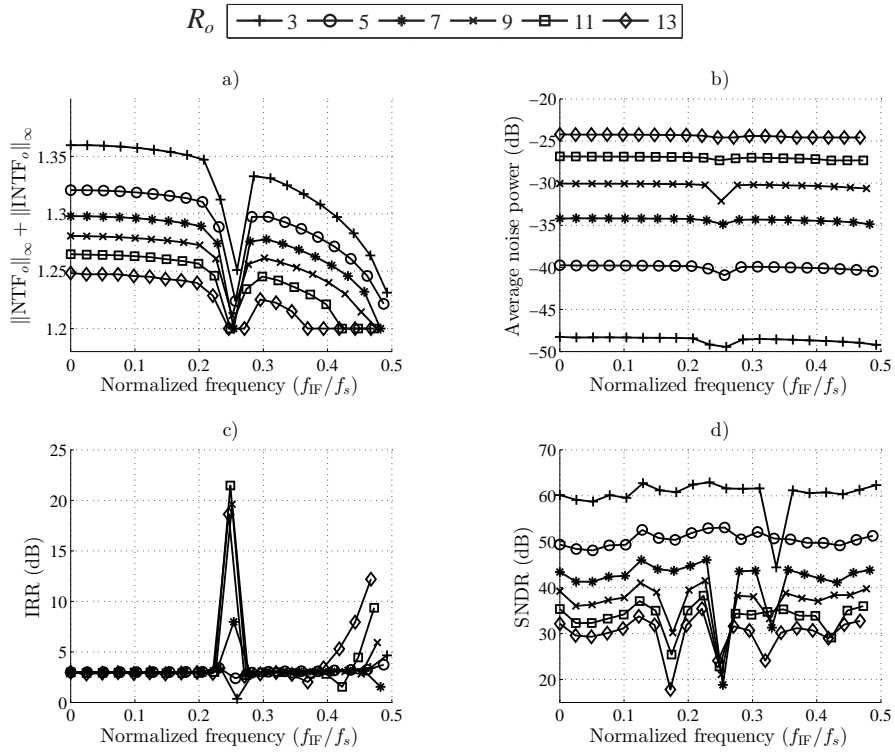 R_o 3 5 7 9 11 13
a)
‖NTF_o‖_∞ + ‖INTF_o‖_∞
1.35
1.3
1.25
1.2
0 0.1 0.2 0.3 0.4 0.5
Normalized frequency (f_IF/f_s)
b)
Average noise power (dB)
−20
−25
−30
−35
−40
−45
−50
0 0.1 0.2 0.3 0.4 0.5
Normalized frequency (f_IF/f_s)
c)
IRR (dB)
25
20
15
10
5
0
0 0.1 0.2 0.3 0.4 0.5
Normalized frequency (f_IF/f_s)
d)
SNDR (dB)
70
60
50
40
30
20
0 0.1 0.2 0.3 0.4 0.5
Normalized frequency (f_IF/f_s)